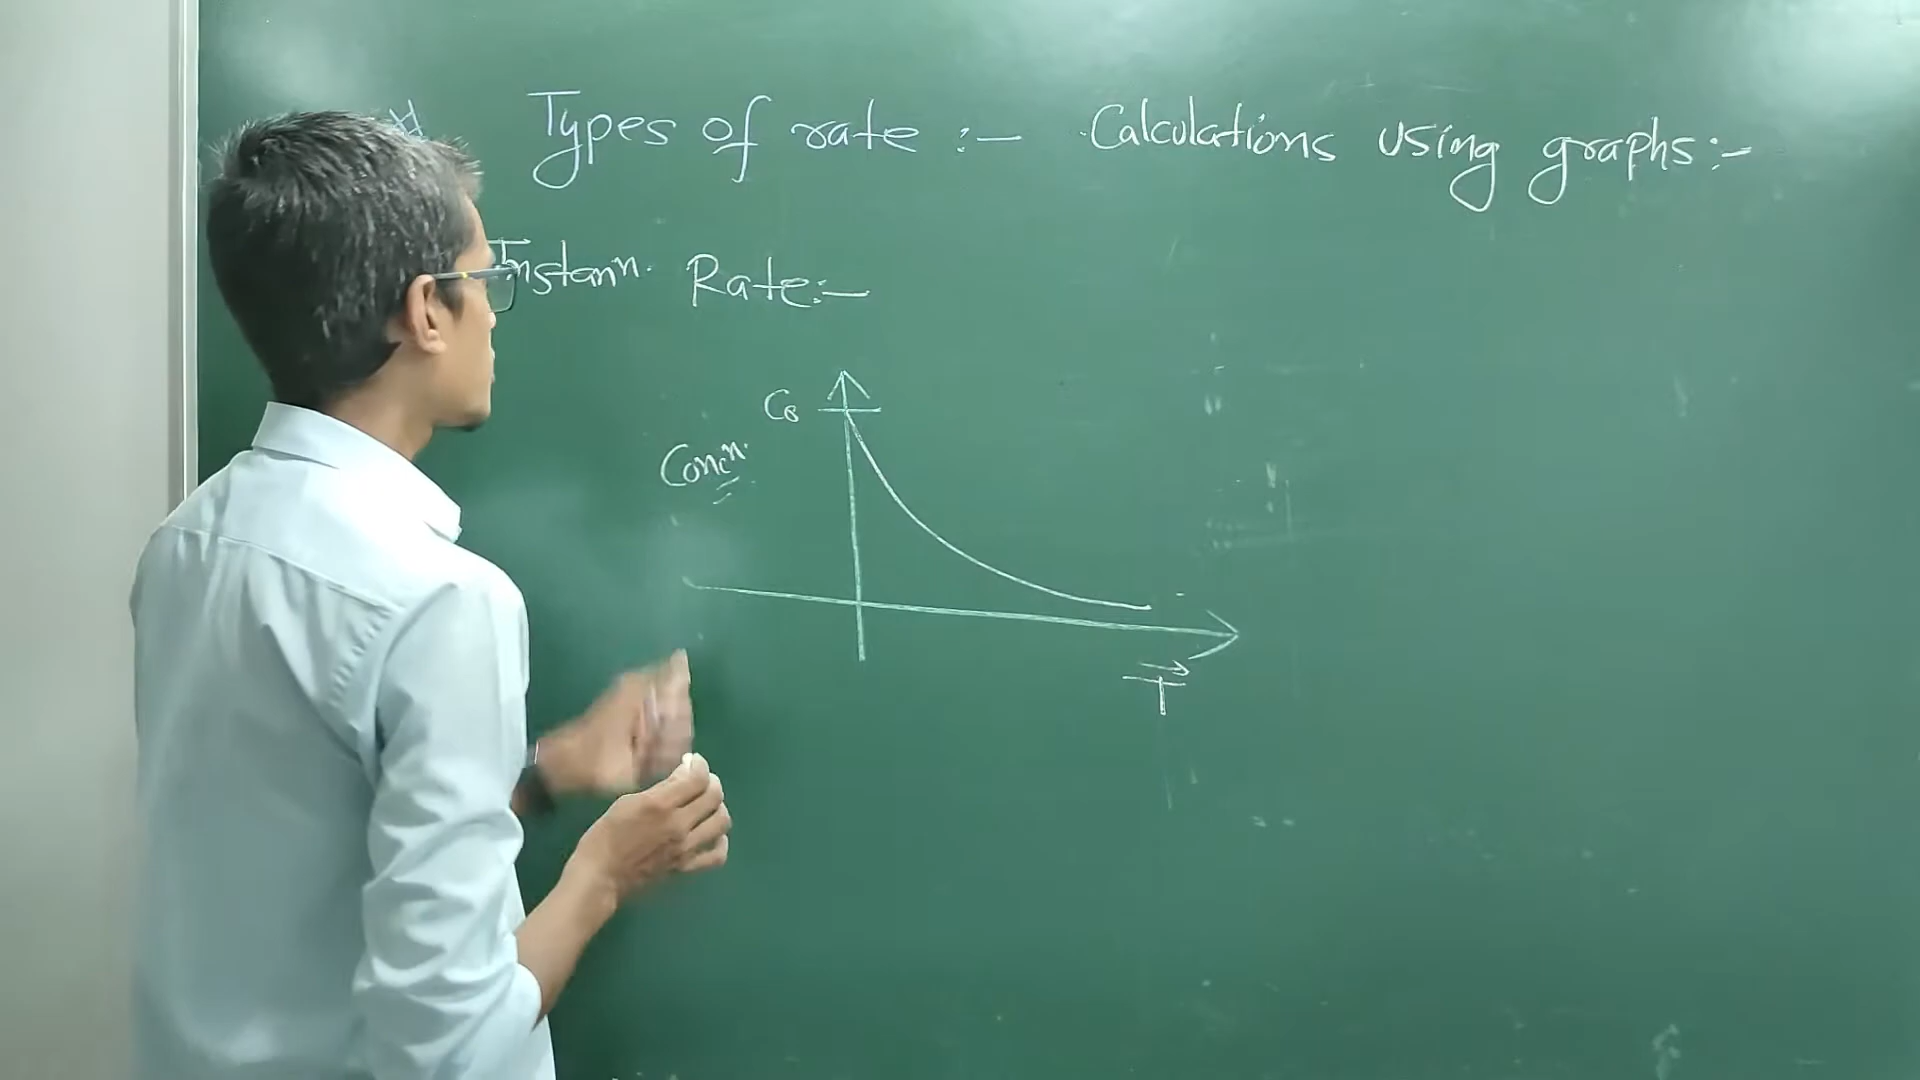 # Types of rate :- Calculations using graphs:-
Instann. Rate:-
C₀
Concn.
T